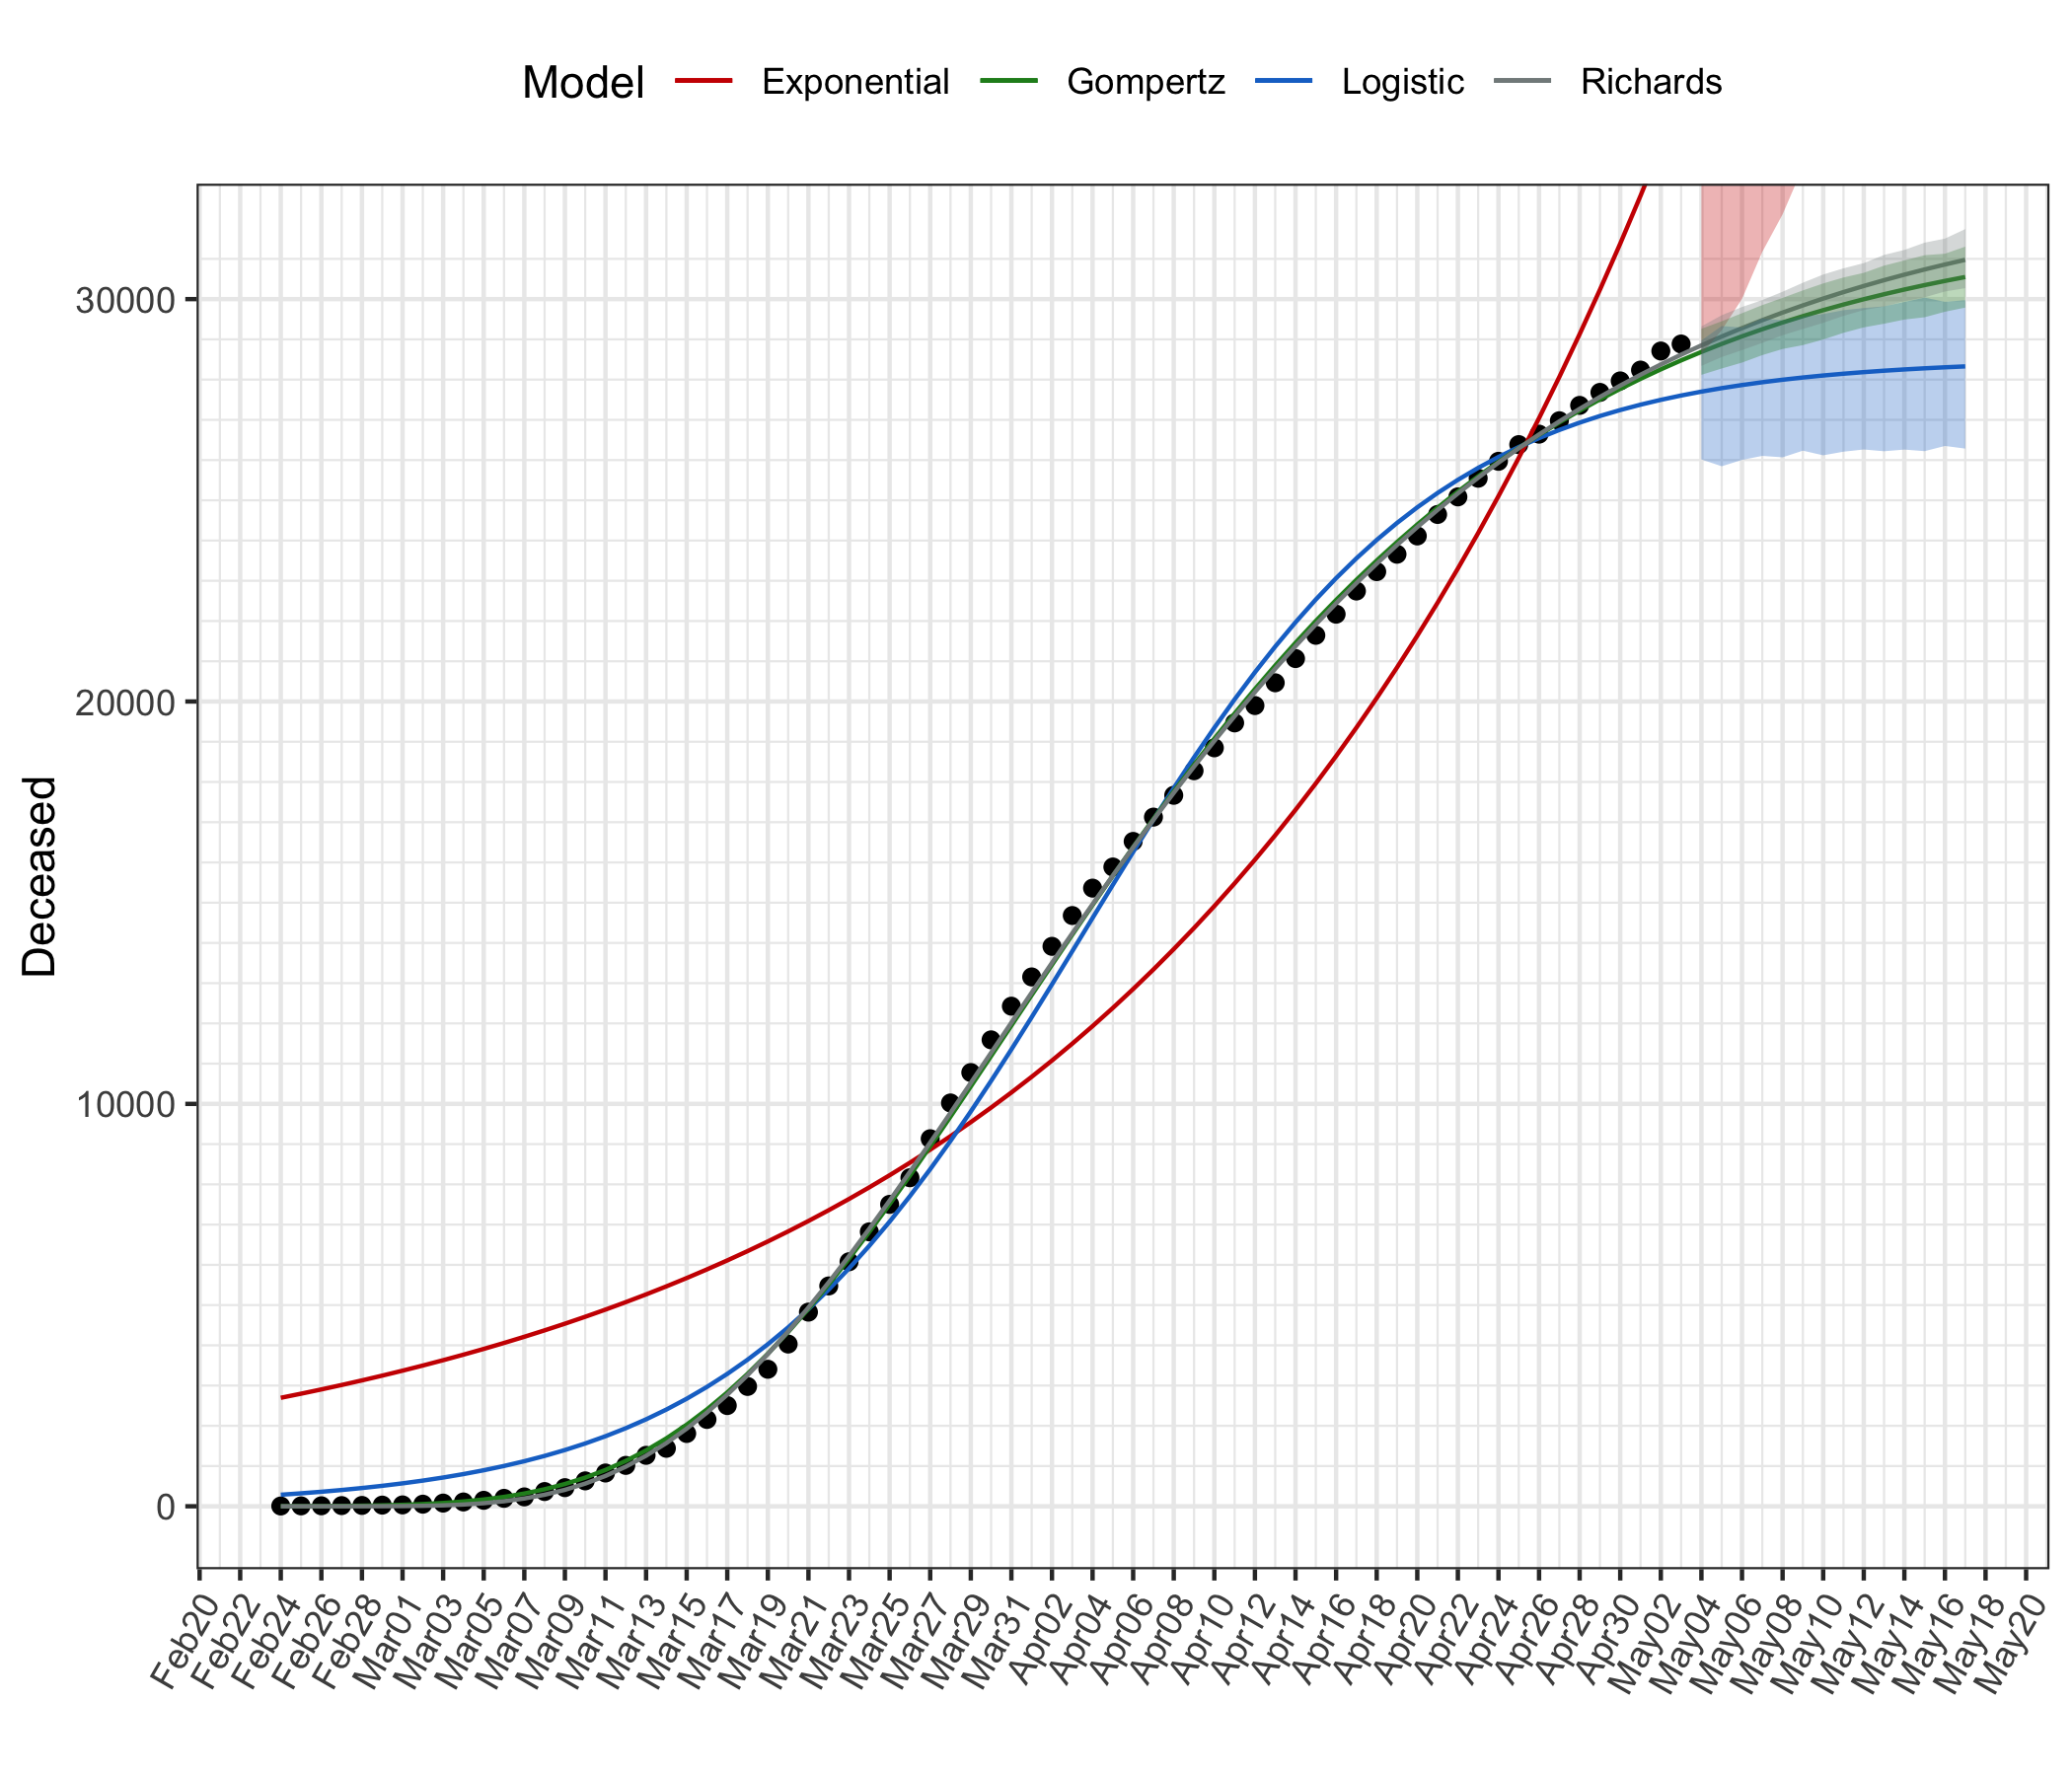 Model Exponential Gompertz Logistic Richards
Deceased
30000
20000
10000
0
Feb20 Feb22 Feb24 Feb26 Feb28 Mar01 Mar03 Mar05 Mar07 Mar09 Mar11 Mar13 Mar15 Mar17 Mar19 Mar21 Mar23 Mar25 Mar27 Mar29 Mar31 Apr02 Apr04 Apr06 Apr08 Apr10 Apr12 Apr14 Apr16 Apr18 Apr20 Apr22 Apr24 Apr26 Apr28 Apr30 May02 May04 May06 May08 May10 May12 May14 May16 May18 May20